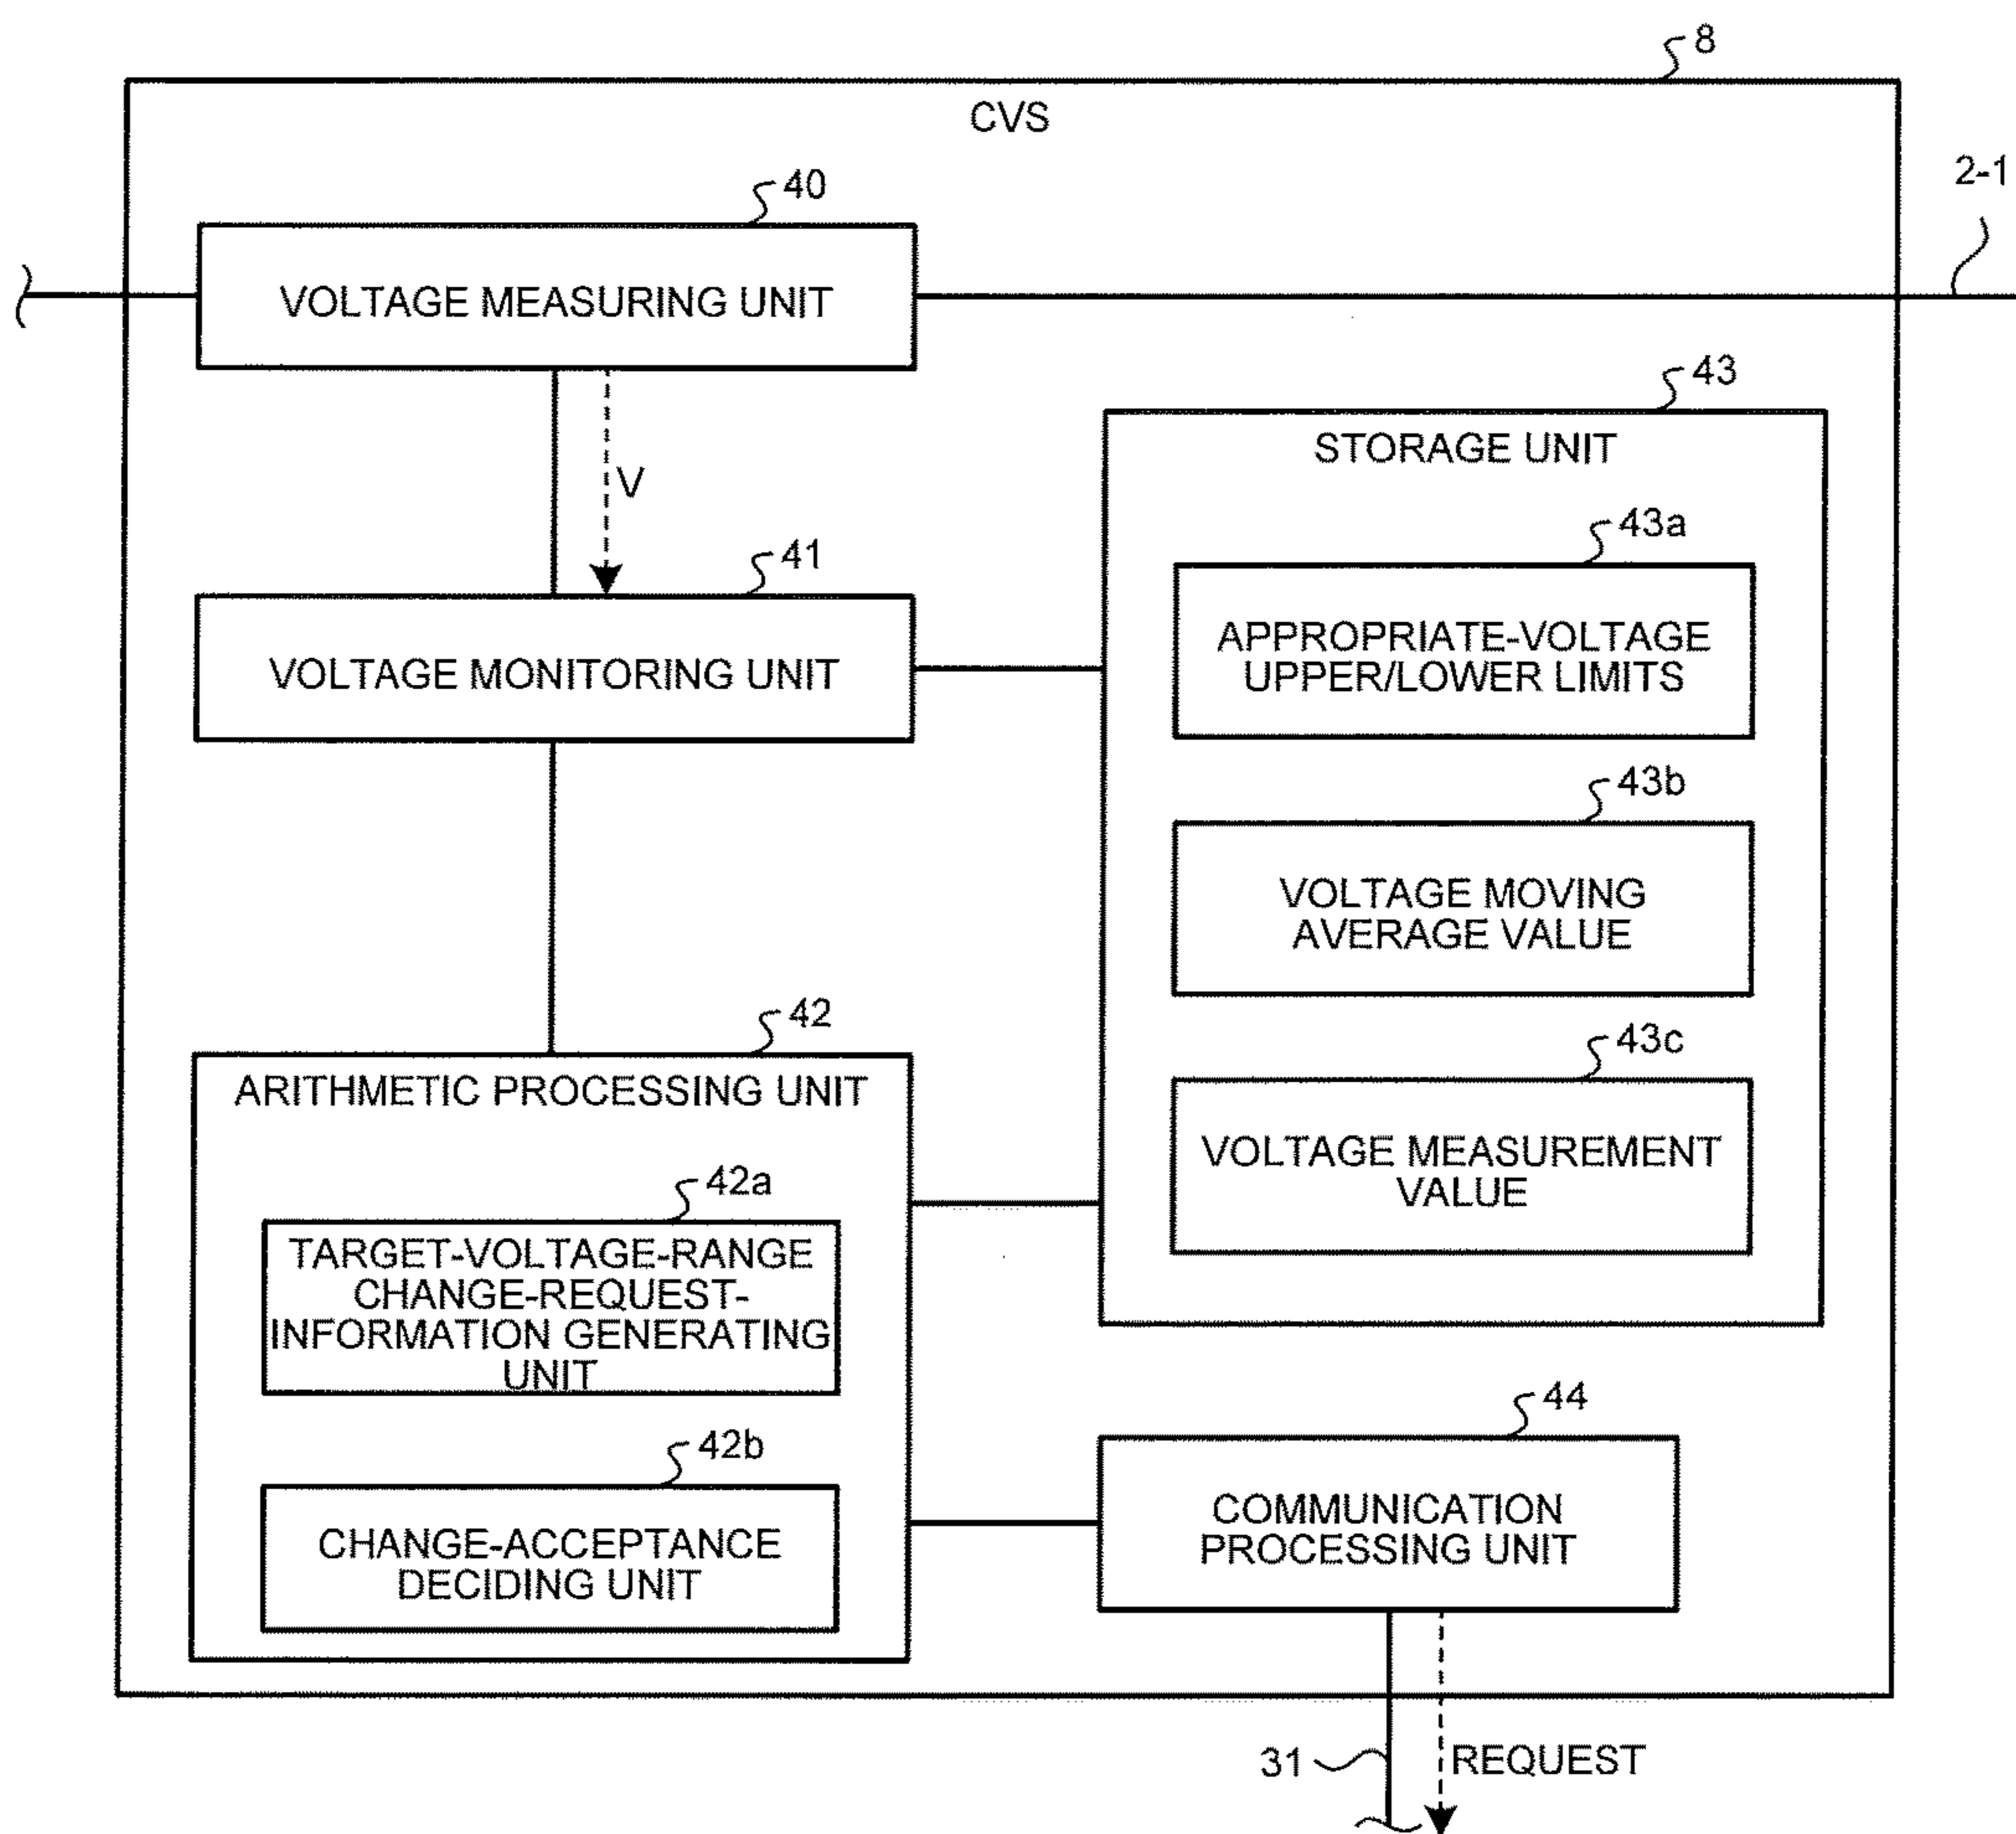 8
CVS
2-1
40
VOLTAGE MEASURING UNIT
V
41
VOLTAGE MONITORING UNIT
43
STORAGE UNIT
43a
APPROPRIATE-VOLTAGE
UPPER/LOWER LIMITS
43b
VOLTAGE MOVING
AVERAGE VALUE
43c
VOLTAGE MEASUREMENT
VALUE
42
ARITHMETIC PROCESSING UNIT
42a
TARGET-VOLTAGE-RANGE
CHANGE-REQUEST-
INFORMATION GENERATING
UNIT
42b
CHANGE-ACCEPTANCE
DECIDING UNIT
44
COMMUNICATION
PROCESSING UNIT
31
REQUEST